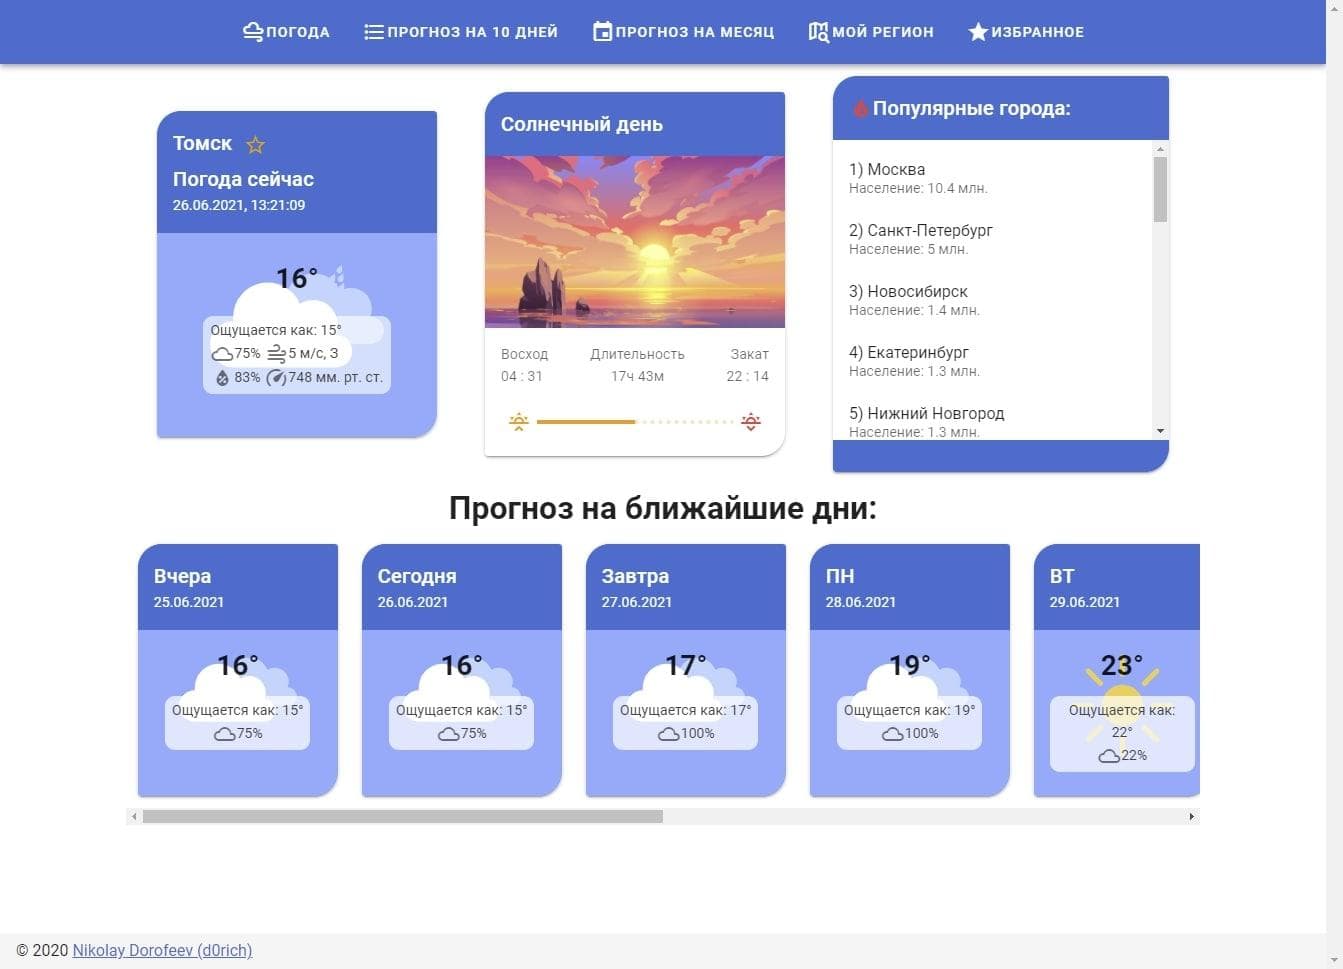 ПОГОДА
ПРОГНОЗ НА 10 ДНЕЙ
ПРОГНОЗ НА МЕСЯЦ
МОЙ РЕГИОН
ИЗБРАННОЕ
Томск
Погода сейчас
26.06.2021, 13:21:09
16°
Ощущается как: 15°
75% 5 м/с, З
83% 748 мм. рт. ст.
Солнечный день
Восход Длительность Закат
04 : 31 17ч 43м 22 : 14
Популярные города:
1) Москва
Население: 10.4 млн.
2) Санкт-Петербург
Население: 5 млн.
3) Новосибирск
Население: 1.4 млн.
4) Екатеринбург
Население: 1.3 млн.
5) Нижний Новгород
Население: 1.3 млн.
Прогноз на ближайшие дни:
Вчера
25.06.2021
16°
Ощущается как: 15°
75%
Сегодня
26.06.2021
16°
Ощущается как: 15°
75%
Завтра
27.06.2021
17°
Ощущается как: 17°
100%
ПН
28.06.2021
19°
Ощущается как: 19°
100%
ВТ
29.06.2021
23°
Ощущается как:
22°
22%
© 2020 Nikolay Dorofeev (d0rich)